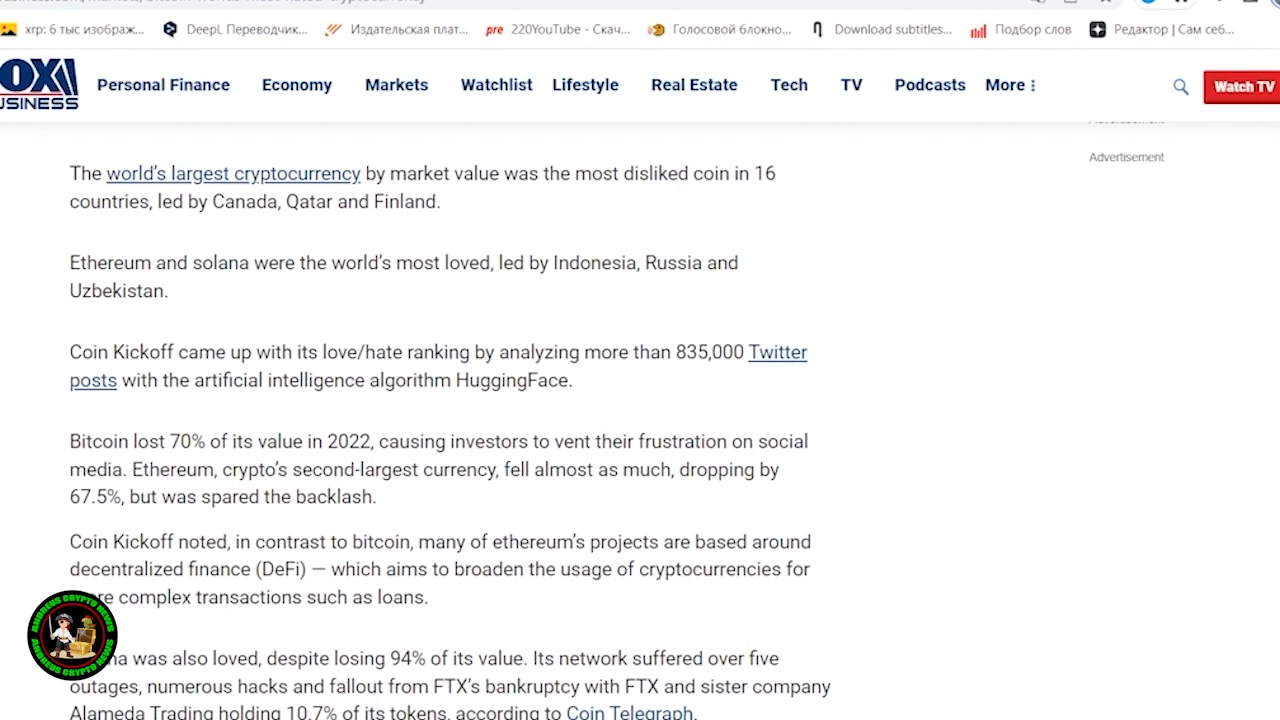 хгр: 6 тыс изображ...
DeepL Переводчик...
Издательская плат...
pre 220YouTube - Скач...
Голосовой блокно...
Download subtitles...
Подбор слов
Редактор | Сам себ...
OX
USINESS
Personal Finance
Economy
Markets
Watchlist
Lifestyle
Real Estate
Tech
TV
Podcasts
More
Watch TV
Advertisement
The world's largest cryptocurrency by market value was the most disliked coin in 16
countries, led by Canada, Qatar and Finland.
Ethereum and solana were the world's most loved, led by Indonesia, Russia and
Uzbekistan.
Coin Kickoff came up with its love/hate ranking by analyzing more than 835,000 Twitter
posts with the artificial intelligence algorithm HuggingFace.
Bitcoin lost 70% of its value in 2022, causing investors to vent their frustration on social
media. Ethereum, crypto's second-largest currency, fell almost as much, dropping by
67.5%, but was spared the backlash.
Coin Kickoff noted, in contrast to bitcoin, many of ethereum's projects are based around
decentralized finance (DeFi) — which aims to broaden the usage of cryptocurrencies for
complex transactions such as loans.
was also loved, despite losing 94% of its value. Its network suffered over five
outages, numerous hacks and fallout from FTX's bankruptcy with FTX and sister company
Alameda Trading holding 10.7% of its tokens, according to Coin Telegraph.
ANDREUS CRYPTO NEWS
ANDREUS CRYPTO NEWS